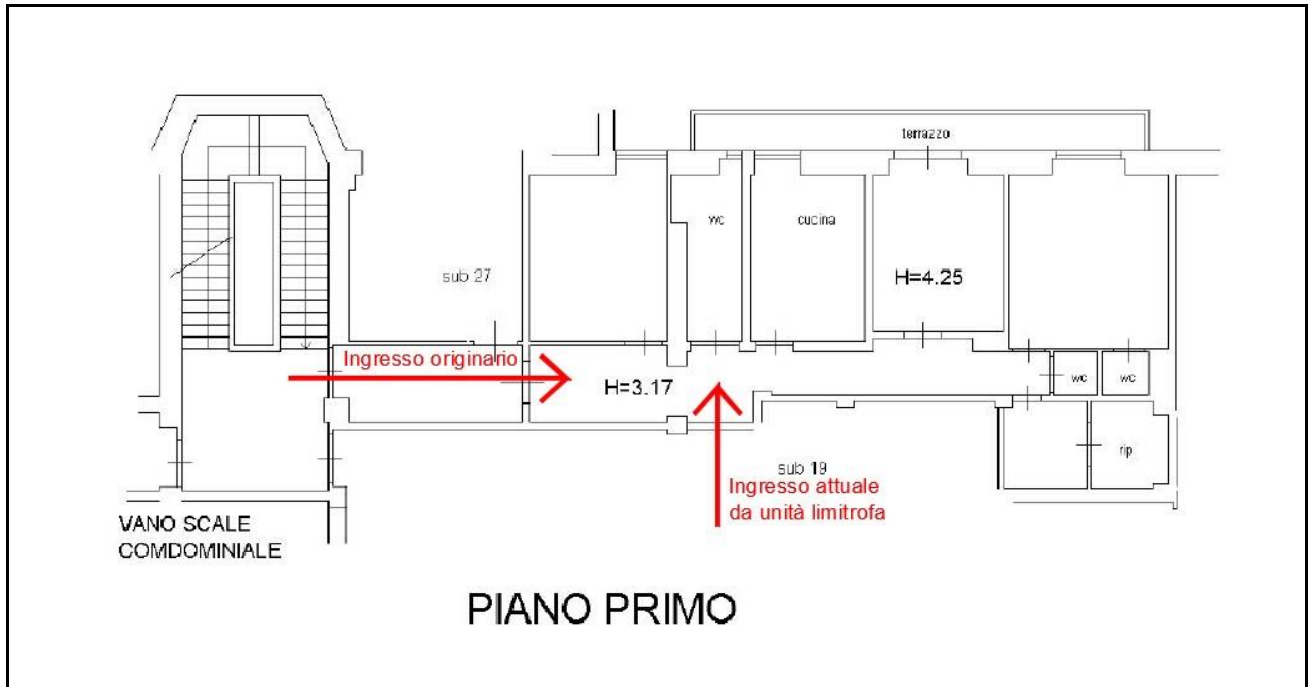 terrazzo
wc
cucina
sub 27
H=4.25
Ingresso originario
H=3.17
wc
wc
sub 19
rip
Ingresso attuale
da unità limitrofa
VANO SCALE
COMDOMINIALE
PIANO PRIMO